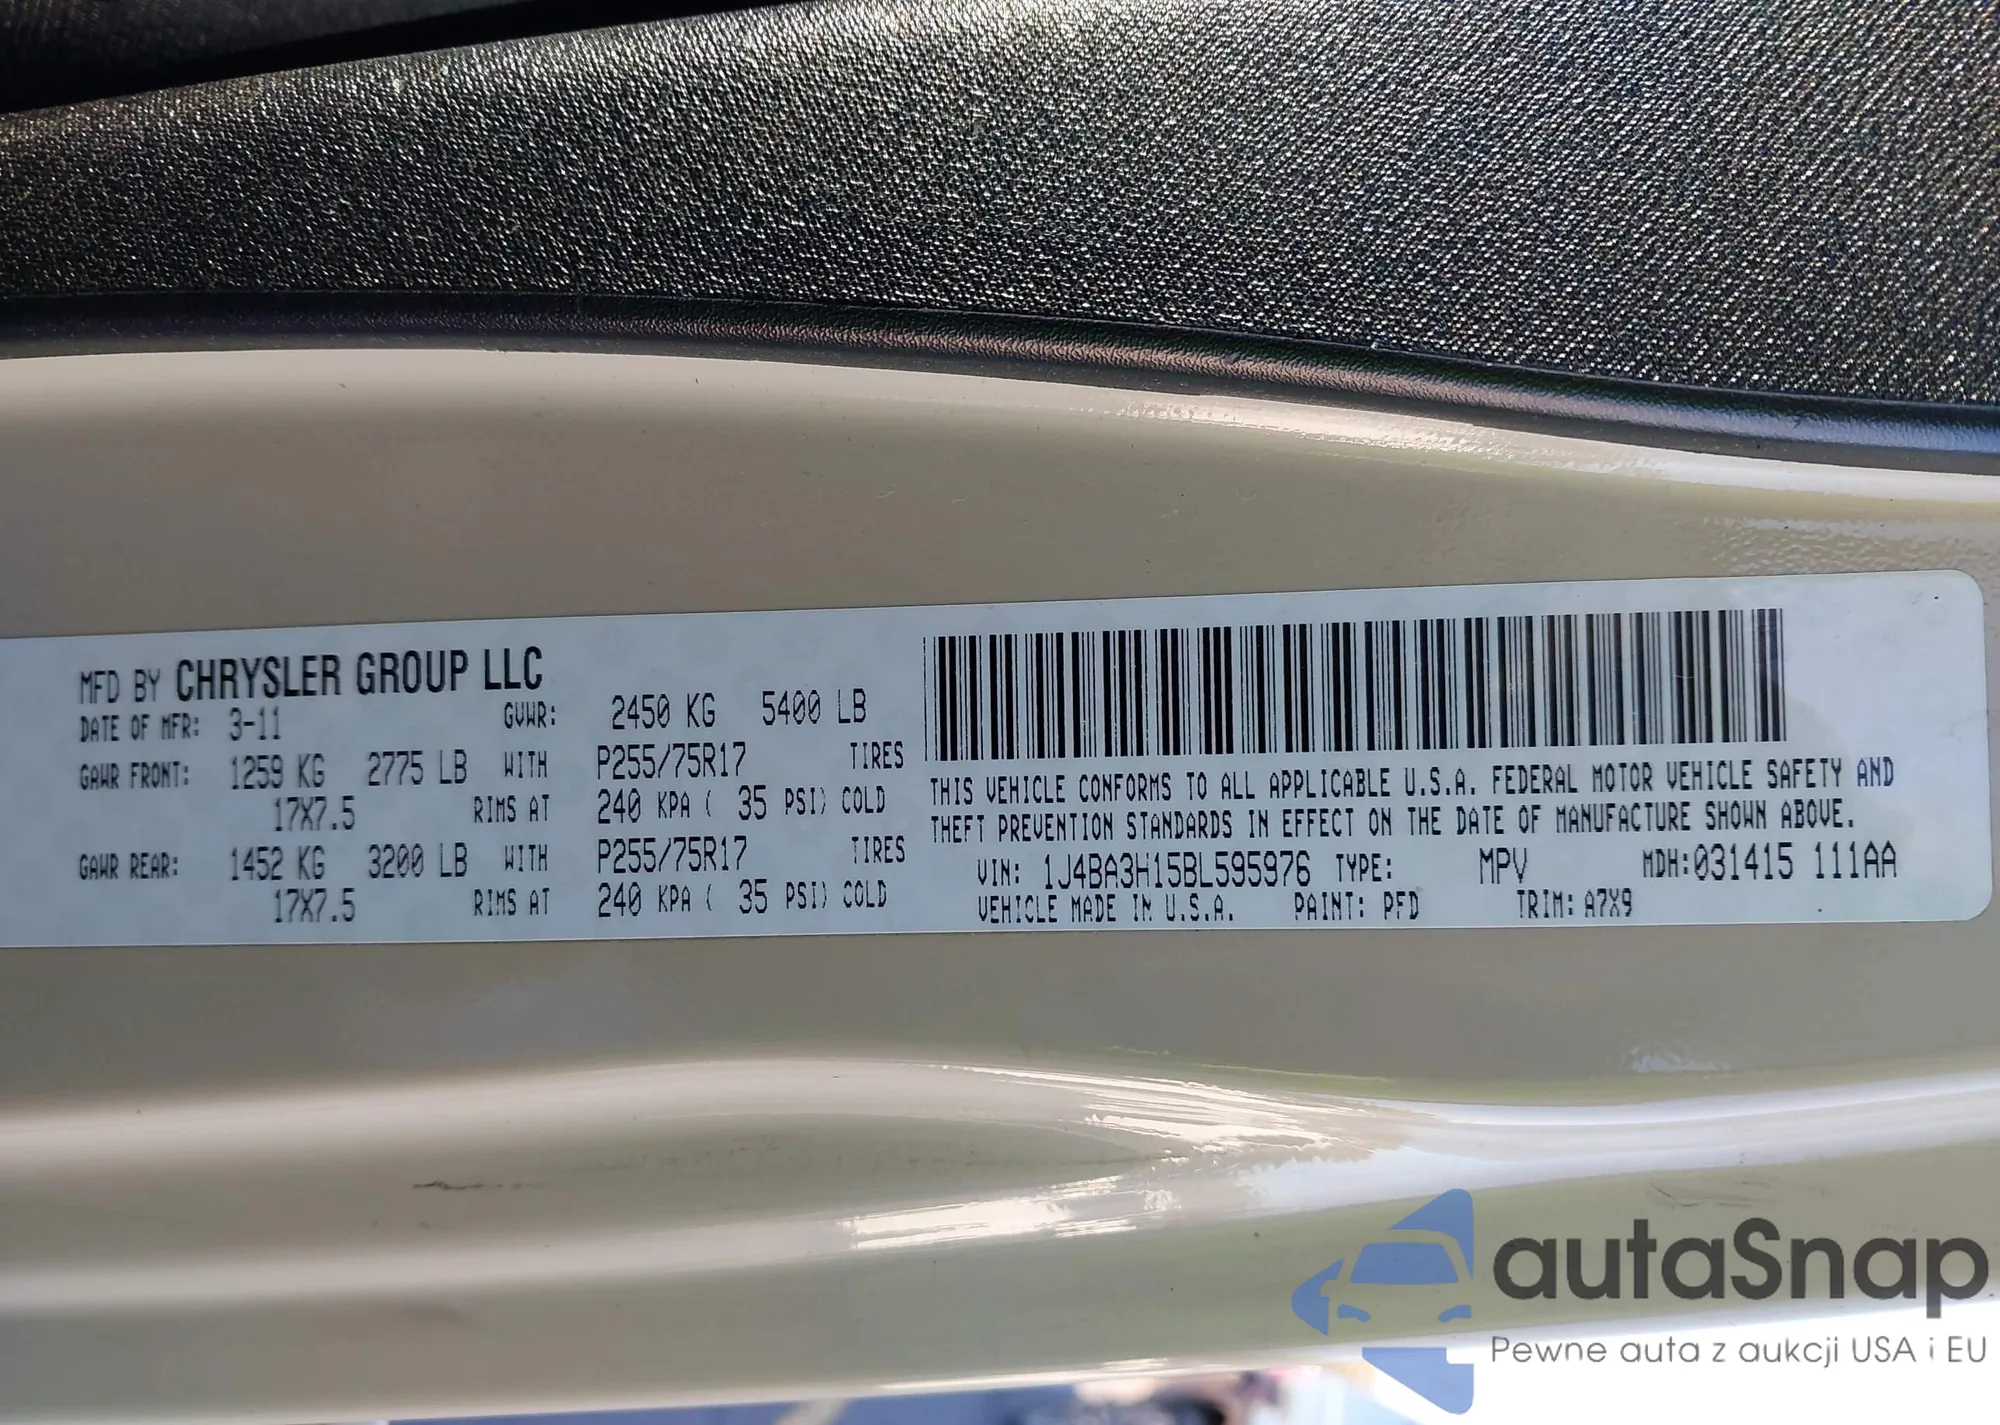 MFD BY CHRYSLER GROUP LLC
DATE OF MFR: 3-11 GVWR: 2450 KG 5400 LB
GAWR FRONT: 1259 KG 2775 LB WITH P255/75R17 TIRES
17X7.5 RIMS AT 240 KPA ( 35 PSI) COLD
GAWR REAR: 1452 KG 3200 LB WITH P255/75R17 TIRES
17X7.5 RIMS AT 240 KPA ( 35 PSI) COLD
THIS VEHICLE CONFORMS TO ALL APPLICABLE U.S.A. FEDERAL MOTOR VEHICLE SAFETY AND
THEFT PREVENTION STANDARDS IN EFFECT ON THE DATE OF MANUFACTURE SHOWN ABOVE.
VIN: 1J4BA3H15BL595976 TYPE: MPV MDH:031415 111AA
VEHICLE MADE IN U.S.A. PAINT: PFD TRIM: A7X9
autaSnap
Pewne auta z aukcji USA i EU